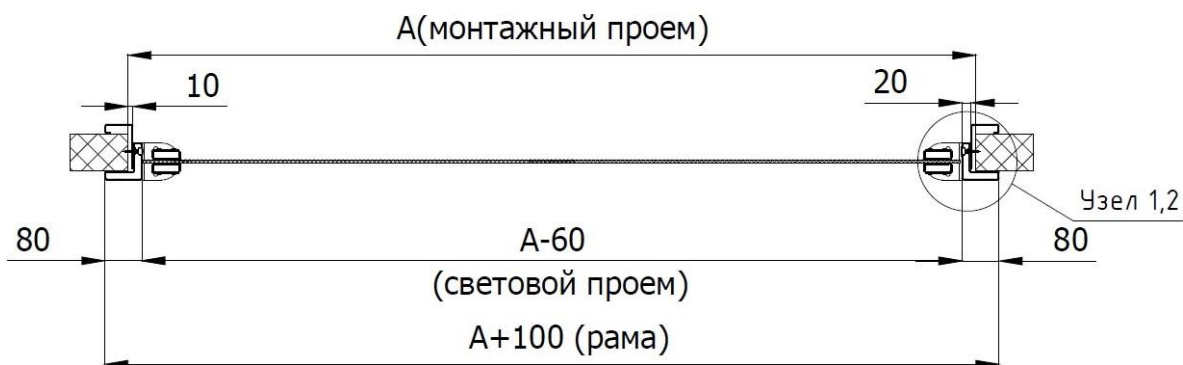 А(монтажный проем)
10
20
Узел 1,2
80
А-60
80
(световой проем)
А+100 (рама)